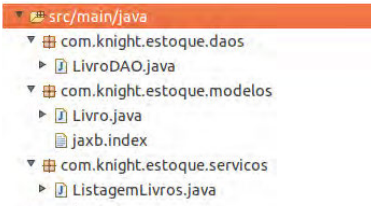 src/main/java
com.knight.estoque.daos
LivroDAO.java
com.knight.estoque.modelos
Livro.java
jaxb.index
com.knight.estoque.servicos
ListagemLivros.java